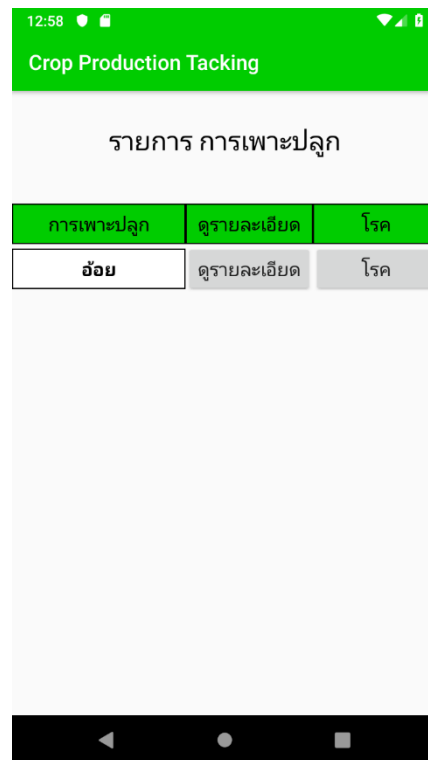 12:58
Crop Production Tacking
รายการ การเพาะปลูก
การเพาะปลูก ดูรายละเอียด โรค
อ้อย ดูรายละเอียด โรค